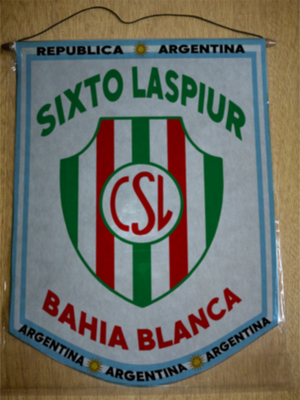 REPUBLICA ARGENTINA
SIXTO LASPIUR
CSL
BAHIA BLANCA
ARGENTINA ARGENTINA ARGENTINA